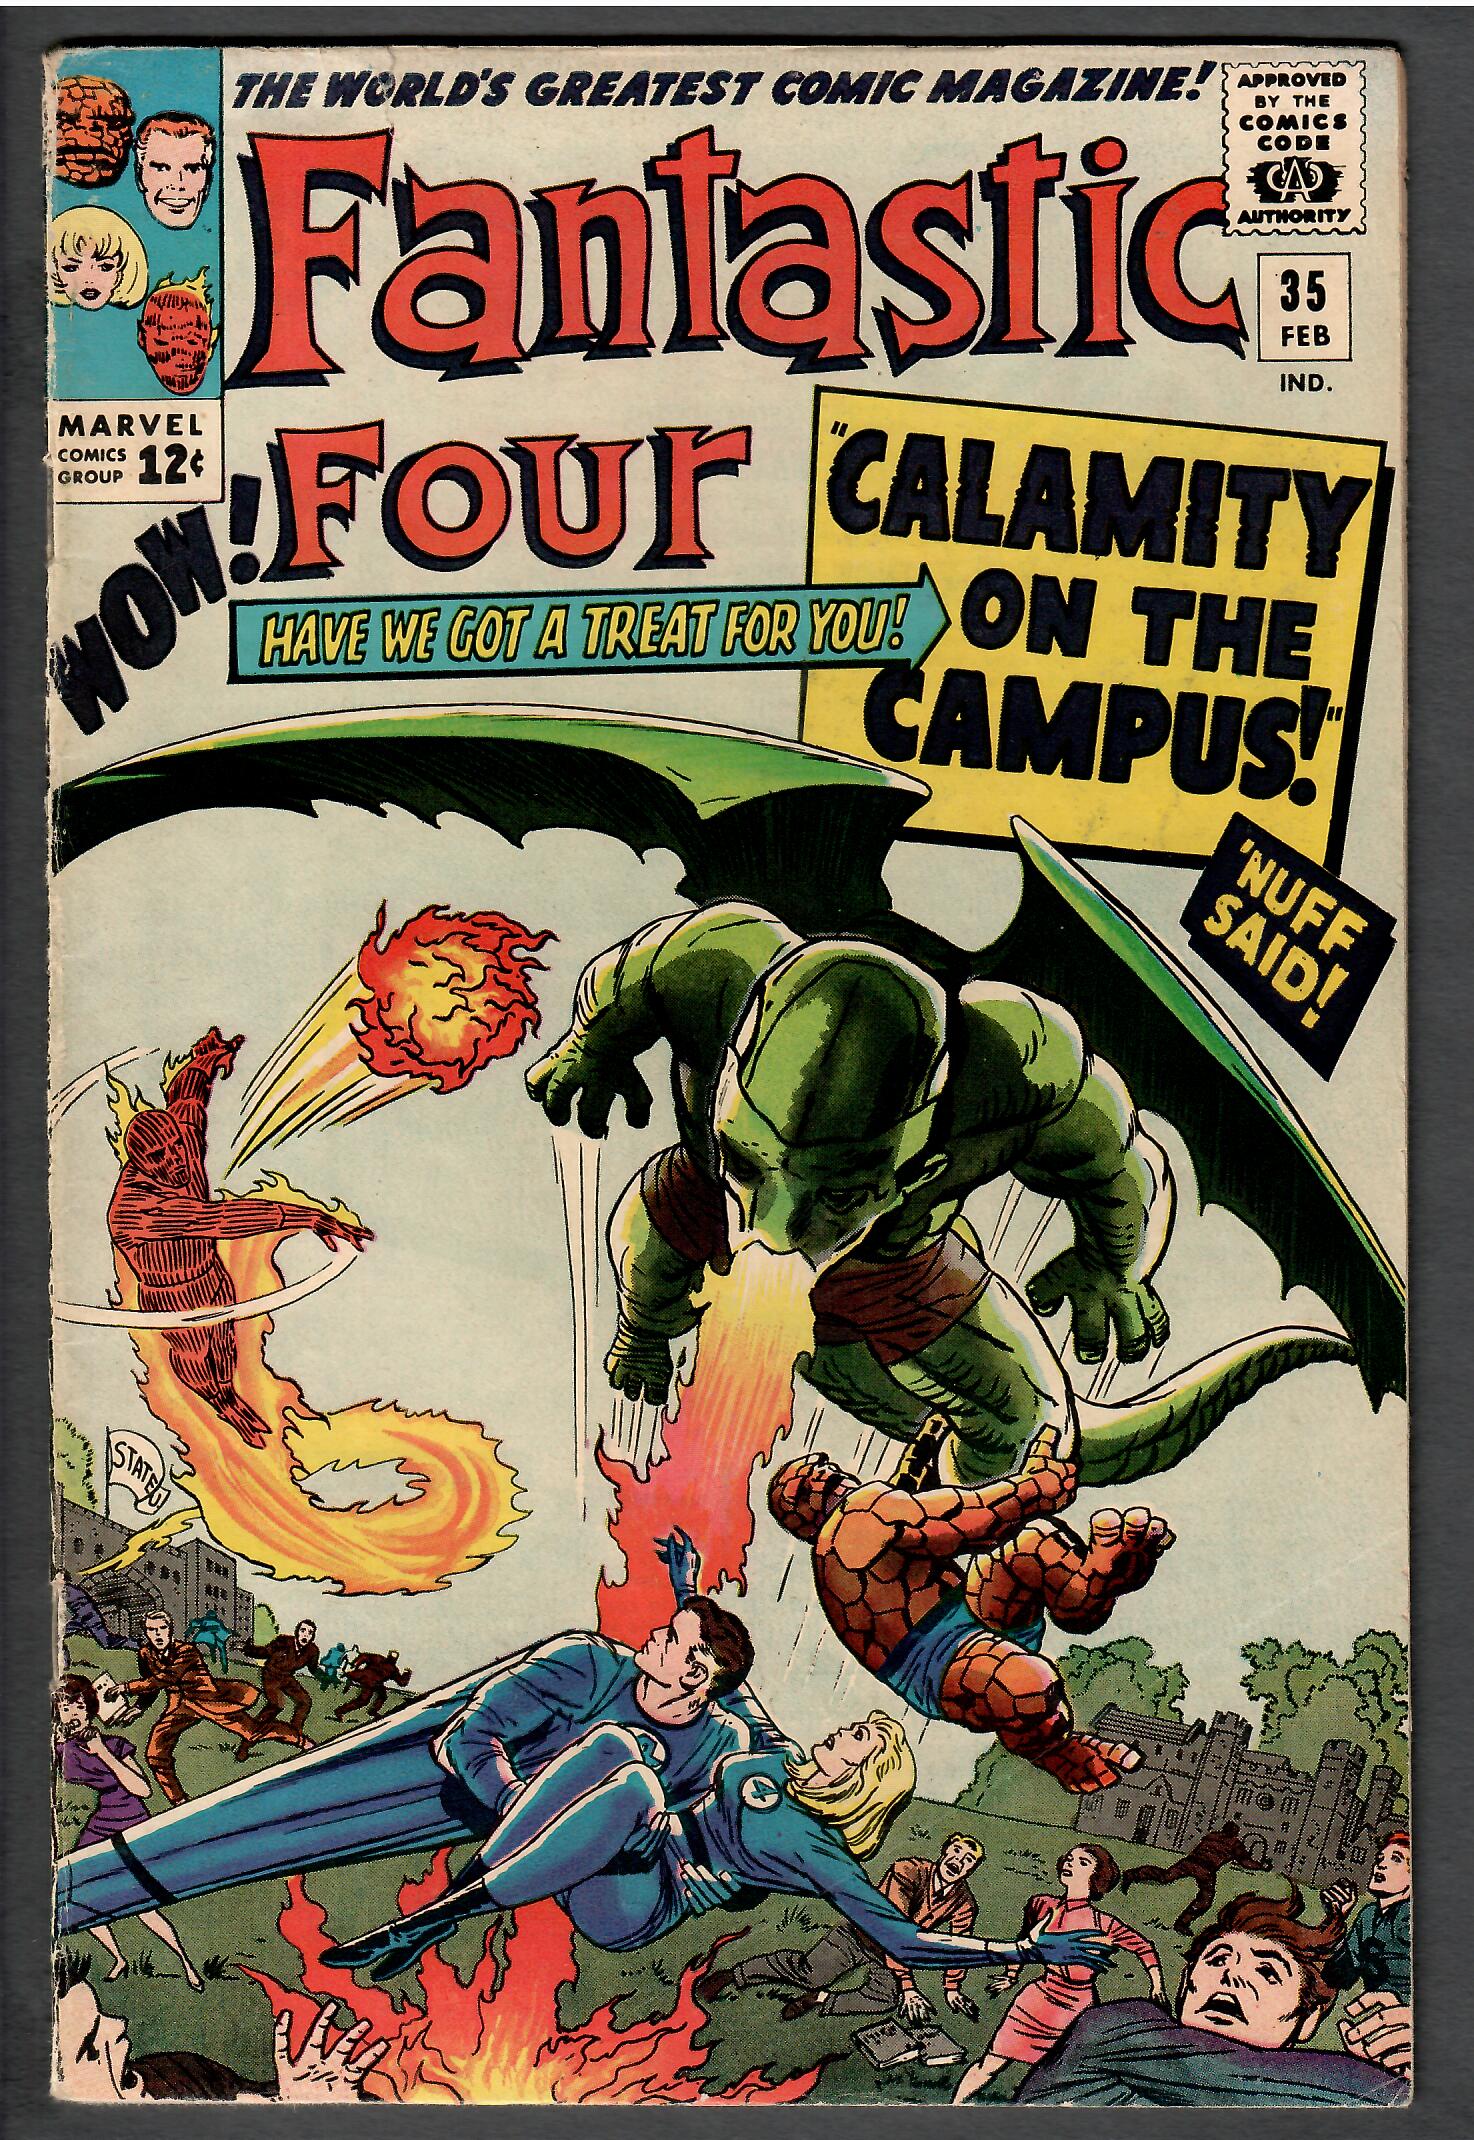 THE WORLD'S GREATEST COMIC MAGAZINE!
APPROVED
BY THE
COMICS
CODE
CA
AUTHORITY
Fantastic
Four
35
FEB
IND.
MARVEL
COMICS
GROUP 12¢
WOW!
HAVE WE GOT A TREAT FOR YOU!
"CALAMITY
ON THE
CAMPUS!"
'NUFF
SAID!
STATE U.
4